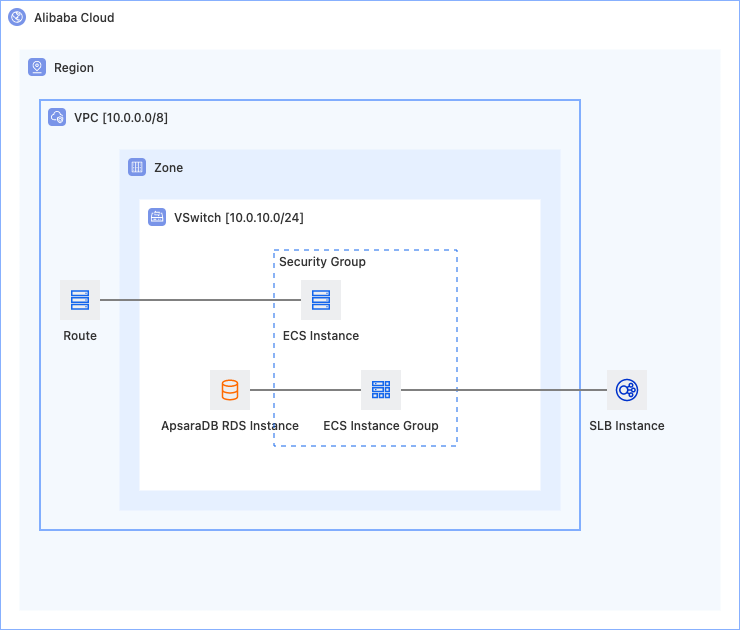 Alibaba Cloud
Region
VPC [10.0.0.0/8]
Zone
VSwitch [10.0.10.0/24]
Security Group
Route
ECS Instance
ApsaraDB RDS Instance
ECS Instance Group
SLB Instance